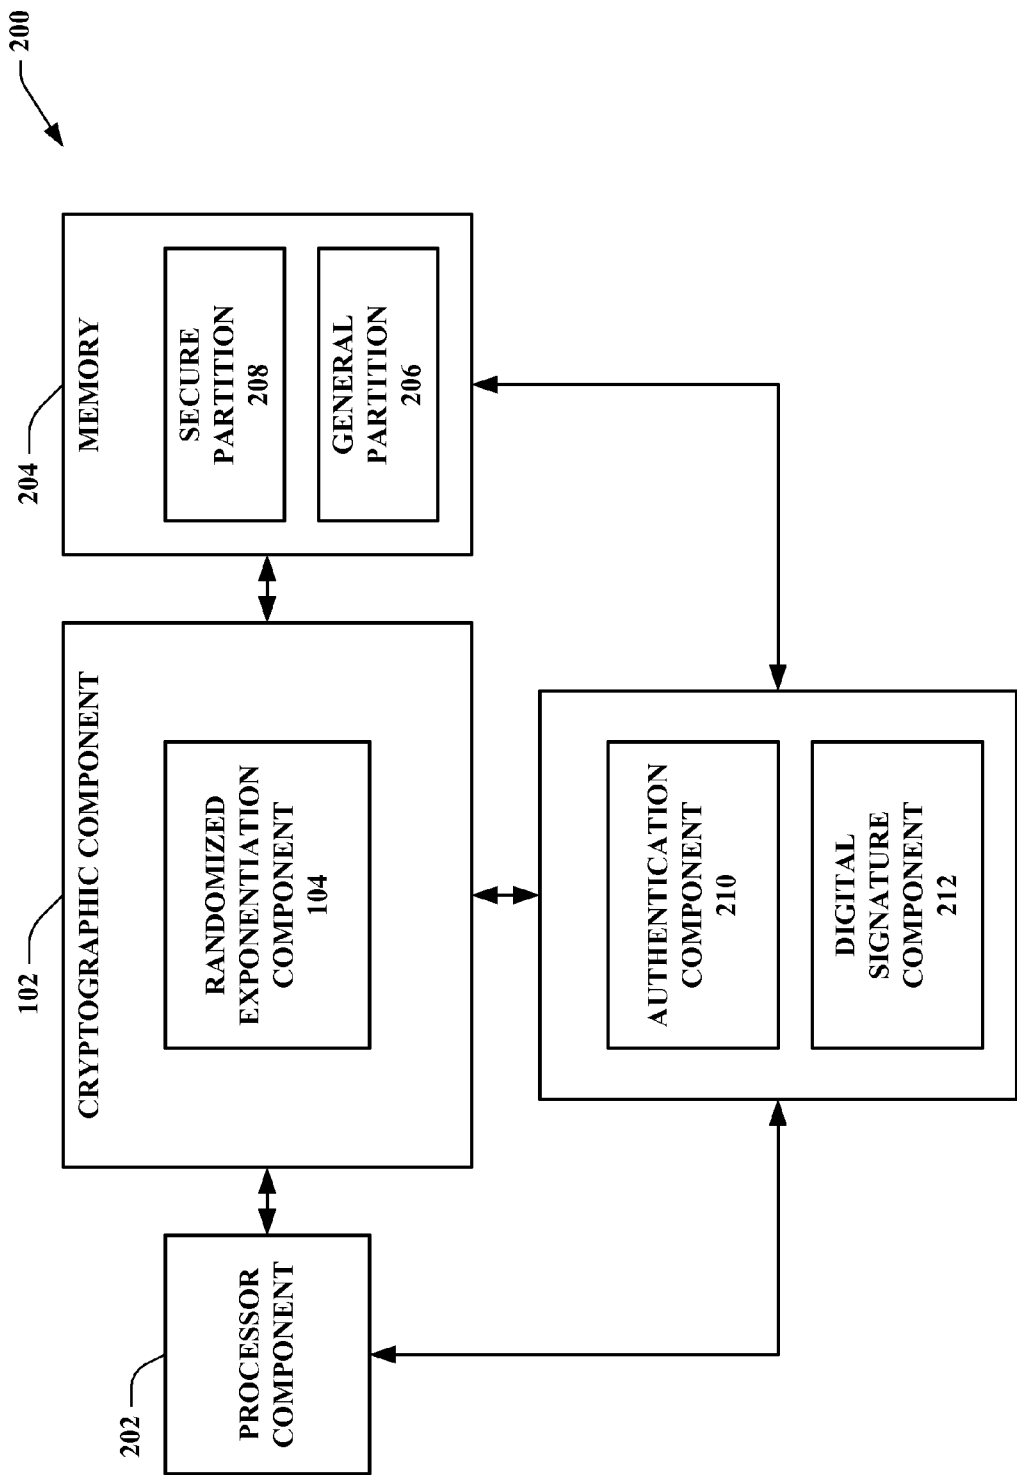 200
204
MEMORY
SECURE
PARTITION
208
GENERAL
PARTITION
206
102
CRYPTOGRAPHIC COMPONENT
RANDOMIZED
EXPONENTIATION
COMPONENT
104
202
PROCESSOR
COMPONENT
AUTHENTICATION
COMPONENT
210
DIGITAL
SIGNATURE
COMPONENT
212